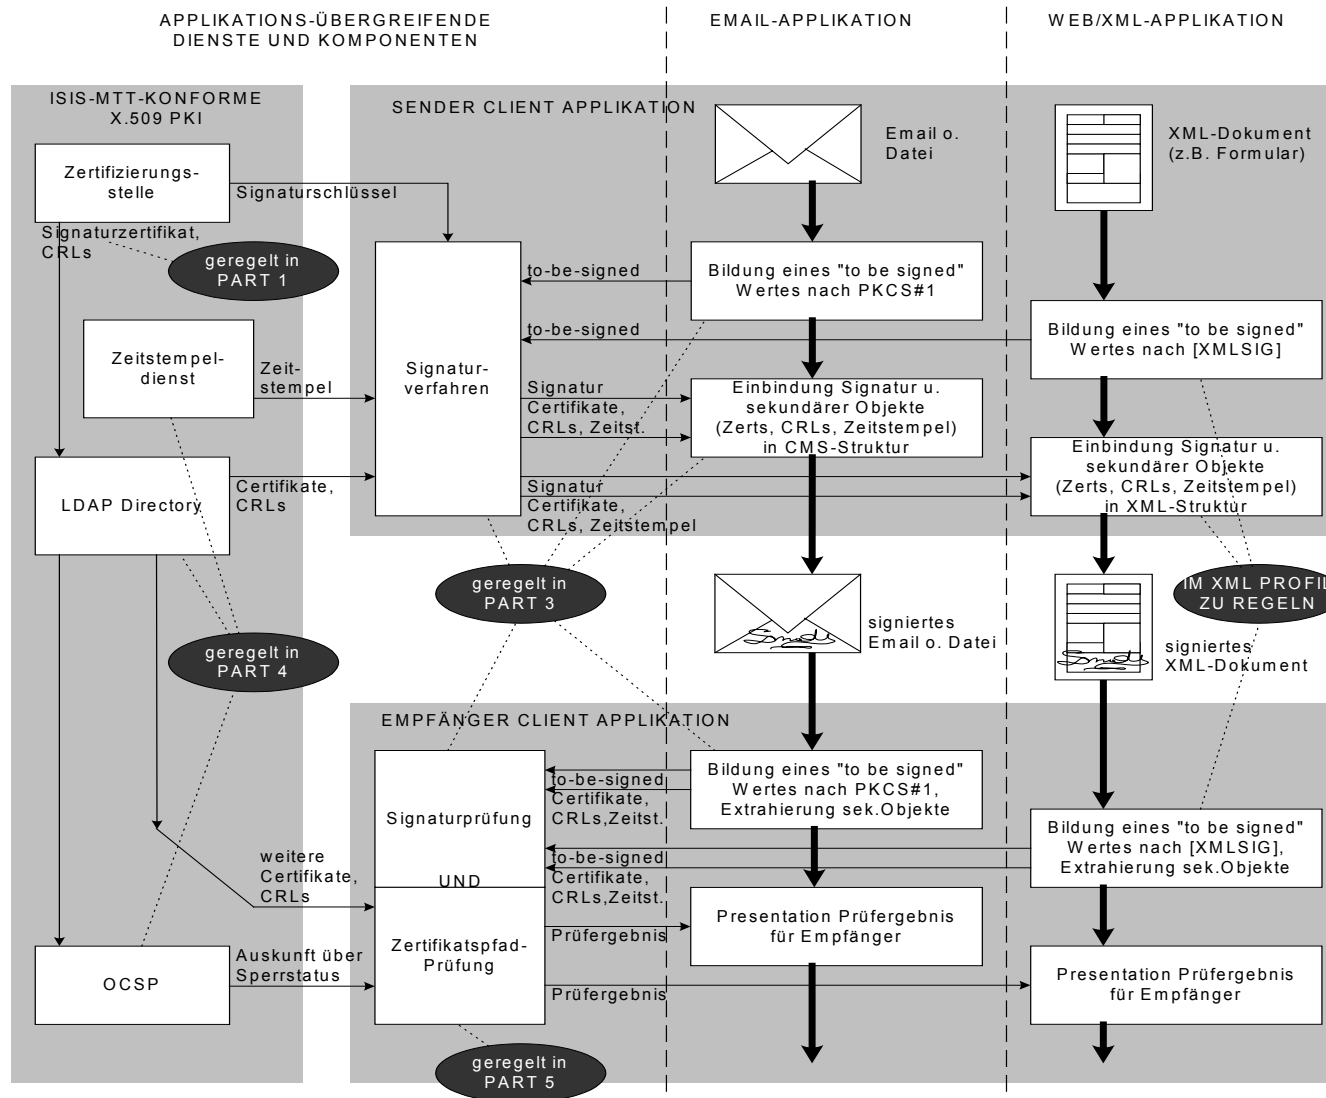 APPLIKATIONS-ÜBERGREIFENDE
DIENSTE UND KOMPONENTEN
EMAIL-APPLIKATION
WEB/XML-APPLIKATION
ISIS-MTT-KONFORME
X.509 PKI
SENDER CLIENT APPLIKATION
Email o.
Datei
XML-Dokument
(z.B. Formular)
Zertifizierungs-
stelle
Signaturschlüssel
Signaturzertifikat,
CRLs
geregelt in
PART 1
to-be-signed
Bildung eines "to be signed"
Wertes nach PKCS#1
to-be-signed
Bildung eines "to be signed"
Wertes nach [XMLSIG]
Zeitstempel-
dienst
Zeit-
stempel
Signatur-
verfahren
Signatur
Certifikate,
CRLs, Zeitst.
Einbindung Signatur u.
sekundärer Objekte
(Zerts, CRLs, Zeitstempel)
in CMS-Struktur
Einbindung Signatur u.
sekundärer Objekte
(Zerts, CRLs, Zeitstempel)
in XML-Struktur
LDAP Directory
Certifikate,
CRLs
Signatur
Certifikate,
CRLs, Zeitstempel
geregelt in
PART 3
IM XML PROFIL
ZU REGELN
signiertes
Email o. Datei
signiertes
XML-Dokument
geregelt in
PART 4
EMPFÄNGER CLIENT APPLIKATION
Signaturprüfung
UND
Zertifikatspfad-
Prüfung
to-be-signed
Certifikate,
CRLs,Zeitst.
Bildung eines "to be signed"
Wertes nach PKCS#1,
Extrahierung sek.Objekte
to-be-signed
Certifikate,
CRLs,Zeitst.
Bildung eines "to be signed"
Wertes nach [XMLSIG],
Extrahierung sek.Objekte
weitere
Certifikate,
CRLs
Prüfergebnis
Presentation Prüfergebnis
für Empfänger
OCSP
Auskunft über
Sperrstatus
Prüfergebnis
Presentation Prüfergebnis
für Empfänger
geregelt in
PART 5